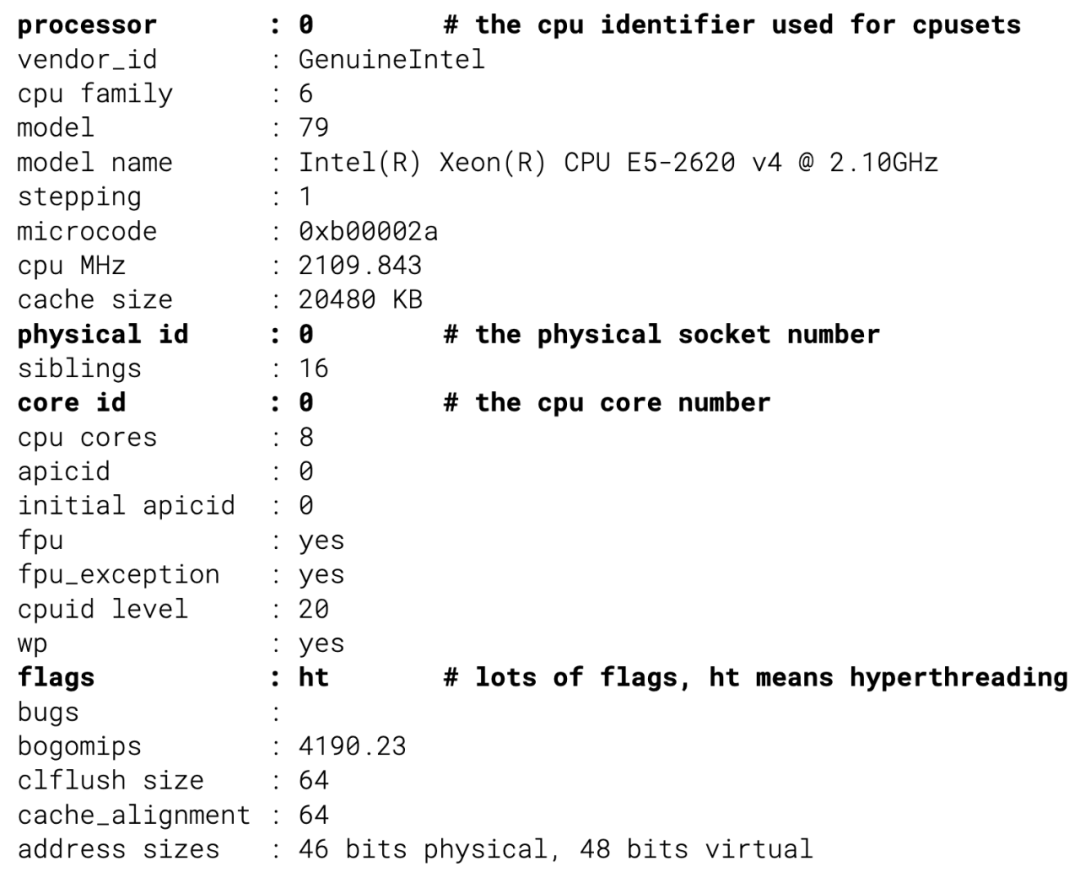 processor : 0 # the cpu identifier used for cpusets
vendor_id : GenuineIntel
cpu family : 6
model : 79
model name : Intel(R) Xeon(R) CPU E5-2620 v4 @ 2.10GHz
stepping : 1
microcode : 0xb00002a
cpu MHz : 2109.843
cache size : 20480 KB
physical id : 0 # the physical socket number
siblings : 16
core id : 0 # the cpu core number
cpu cores : 8
apicid : 0
initial apicid : 0
fpu : yes
fpu_exception : yes
cpuid level : 20
wp : yes
flags : ht # lots of flags, ht means hyperthreading
bugs :
bogomips : 4190.23
clflush size : 64
cache_alignment : 64
address sizes : 46 bits physical, 48 bits virtual